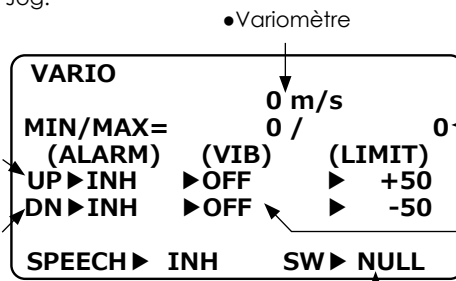 Jog.
●Variomètre
VARIO
0 m/s
MIN/MAX= 0 / 0
(ALARM) (VIB) (LIMIT)
UP▶INH ▶OFF ▶ +50
DN▶INH ▶OFF ▶ -50
SPEECH▶ INH SW▶ NULL